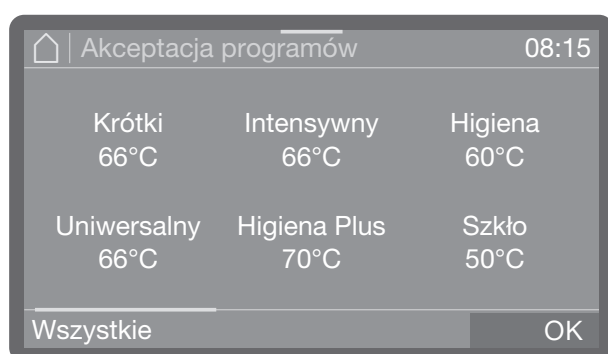 Akceptacja programów 08:15
Krótki Intensywny Higiena
66°C 66°C 60°C
Uniwersalny Higiena Plus Szkło
66°C 70°C 50°C
Wszystkie OK